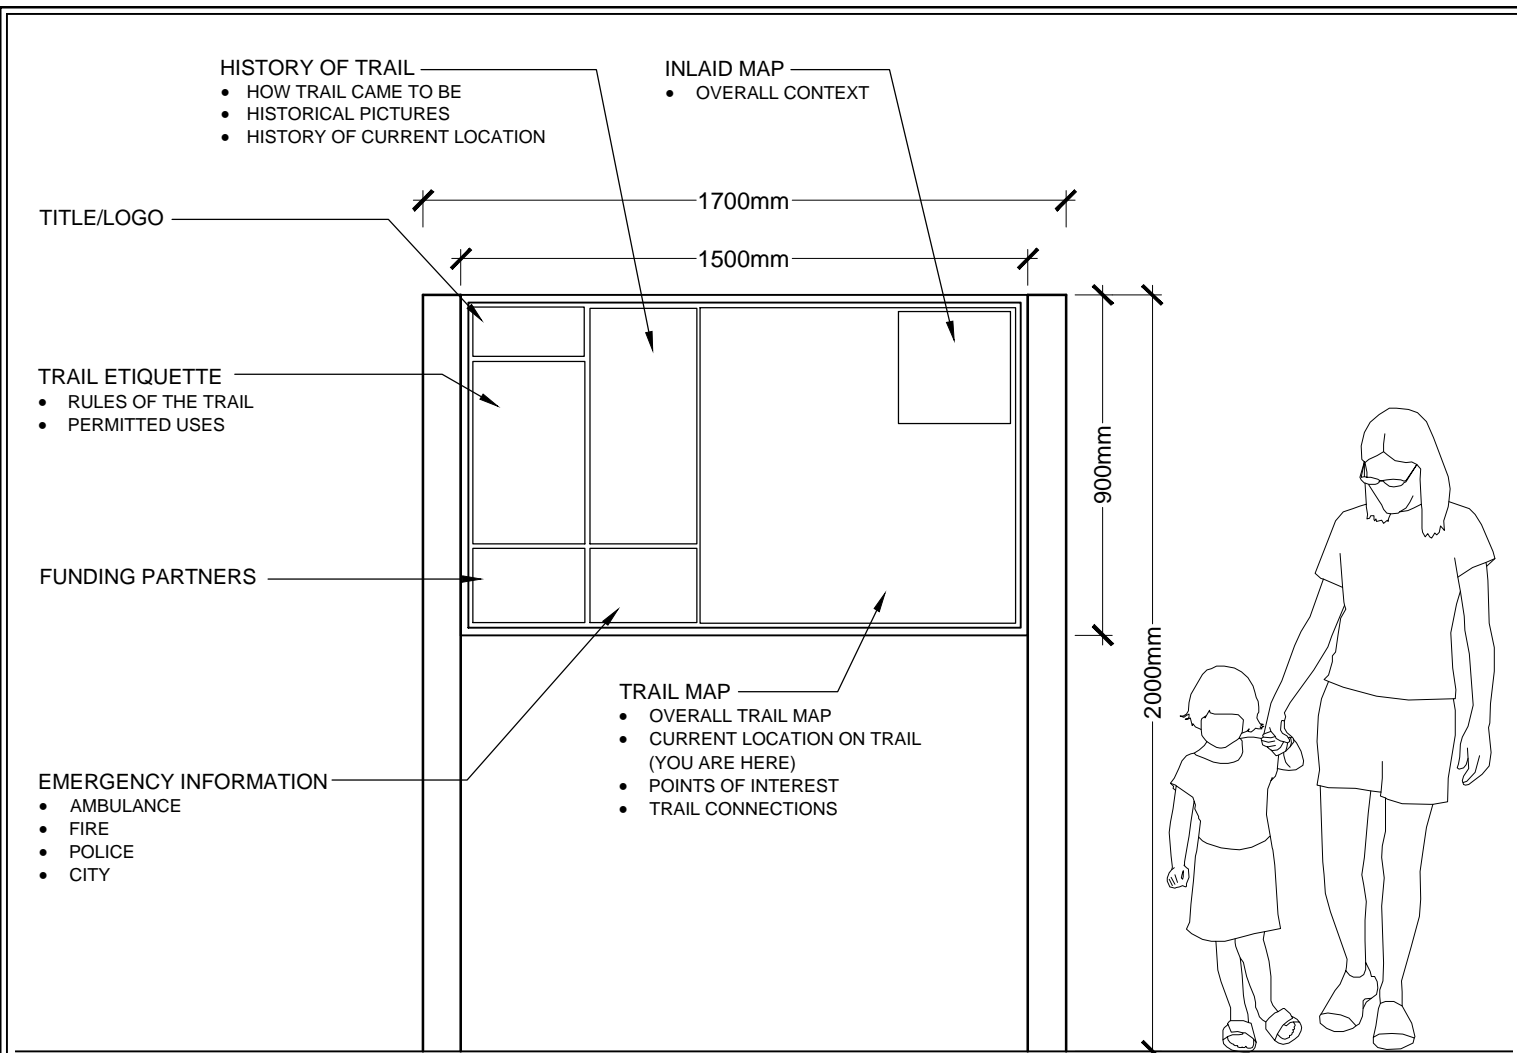 HISTORY OF TRAIL
• HOW TRAIL CAME TO BE
• HISTORICAL PICTURES
• HISTORY OF CURRENT LOCATION
INLAID MAP
• OVERALL CONTEXT
1700mm
TITLE/LOGO
1500mm
TRAIL ETIQUETTE
• RULES OF THE TRAIL
• PERMITTED USES
900mm
FUNDING PARTNERS
2000mm
TRAIL MAP
• OVERALL TRAIL MAP
• CURRENT LOCATION ON TRAIL
(YOU ARE HERE)
• POINTS OF INTEREST
• TRAIL CONNECTIONS
EMERGENCY INFORMATION
• AMBULANCE
• FIRE
• POLICE
• CITY